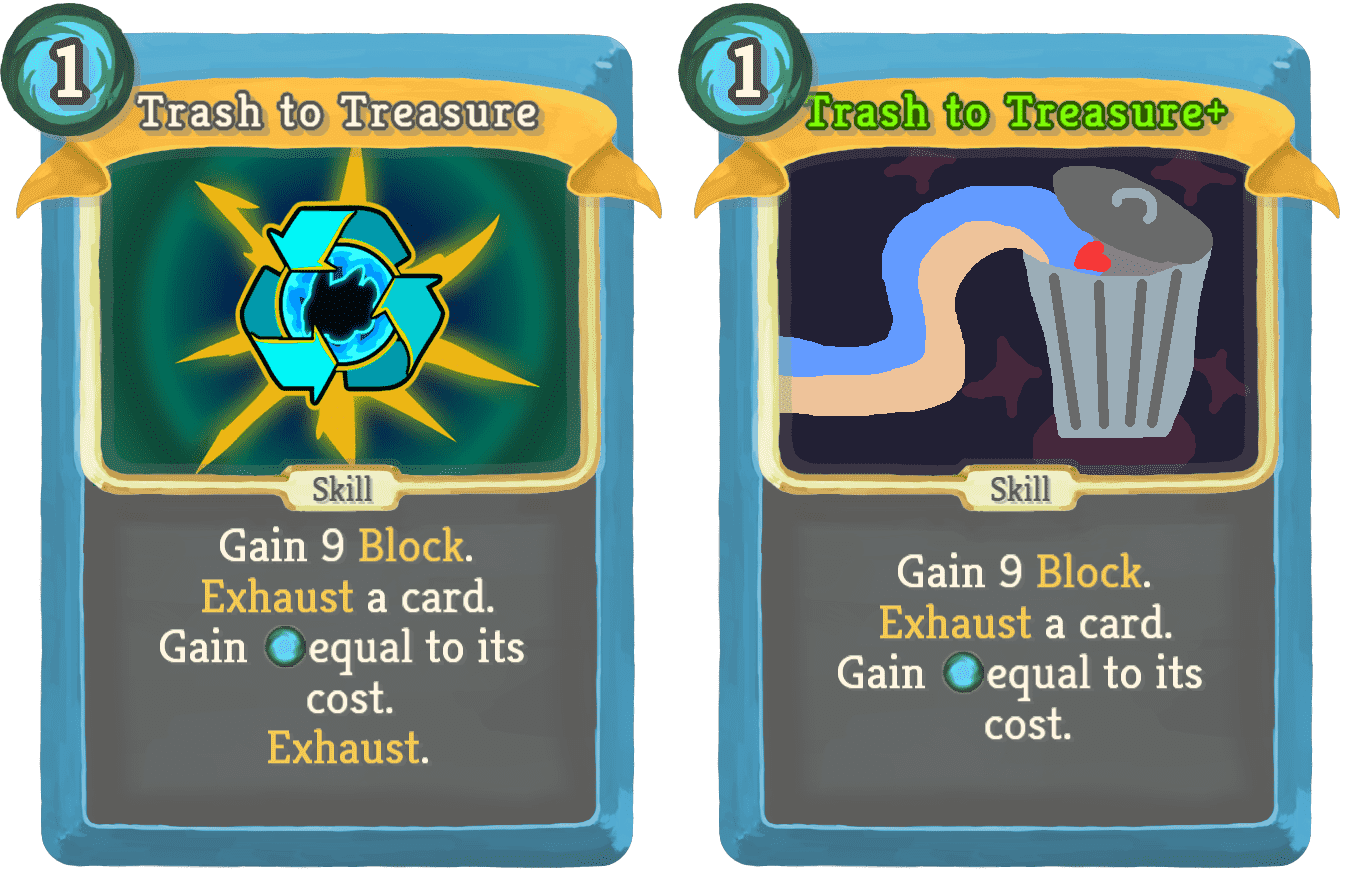 1
Trash to Treasure
Skill
Gain 9 Block.
Exhaust a card.
Gain equal to its
cost.
Exhaust.
1
Trash to Treasure+
Skill
Gain 9 Block.
Exhaust a card.
Gain equal to its
cost.